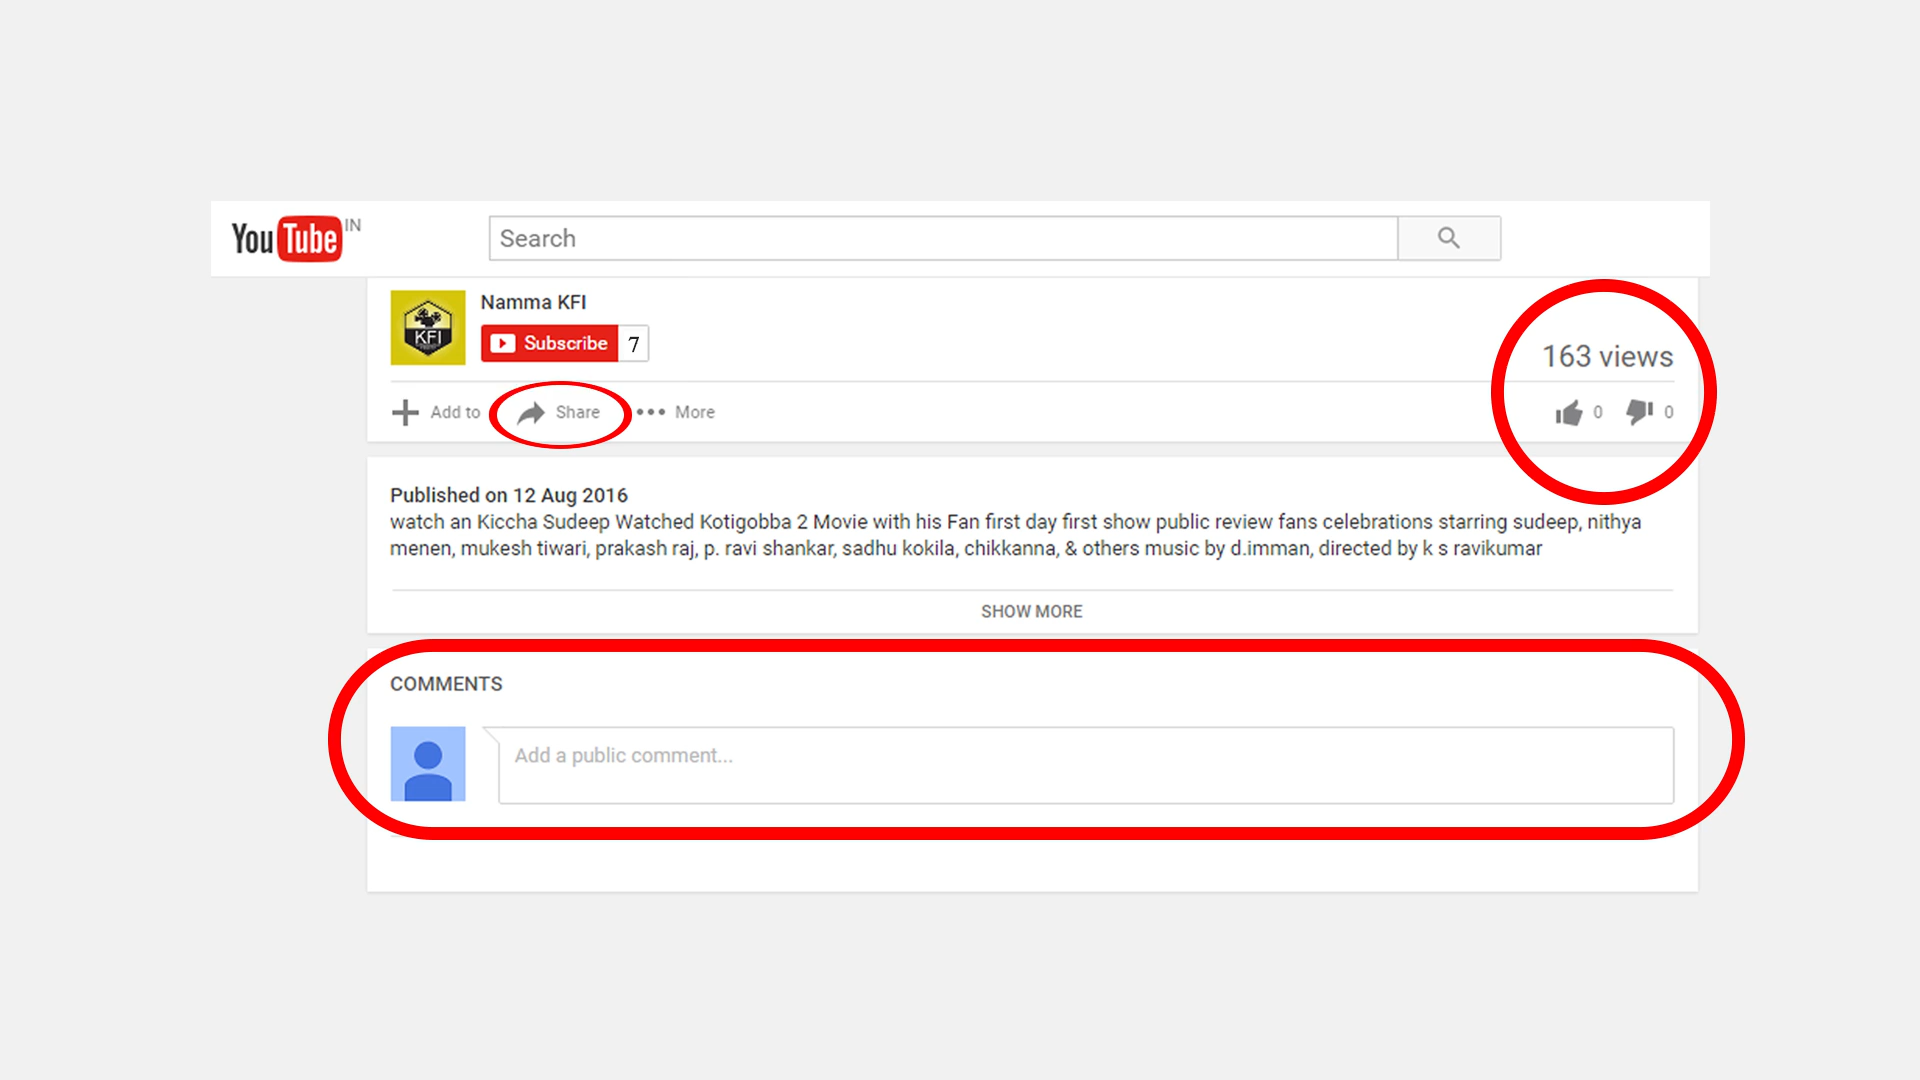 YouTube IN
Search
KFI
Namma KFI
Subscribe 7
163 views
Add to Share More
0 0
Published on 12 Aug 2016
watch an Kiccha Sudeep Watched Kotigobba 2 Movie with his Fan first day first show public review fans celebrations starring sudeep, nithya
menen, mukesh tiwari, prakash raj, p. ravi shankar, sadhu kokila, chikkanna, & others music by d.imman, directed by k s ravikumar
SHOW MORE
COMMENTS
Add a public comment...